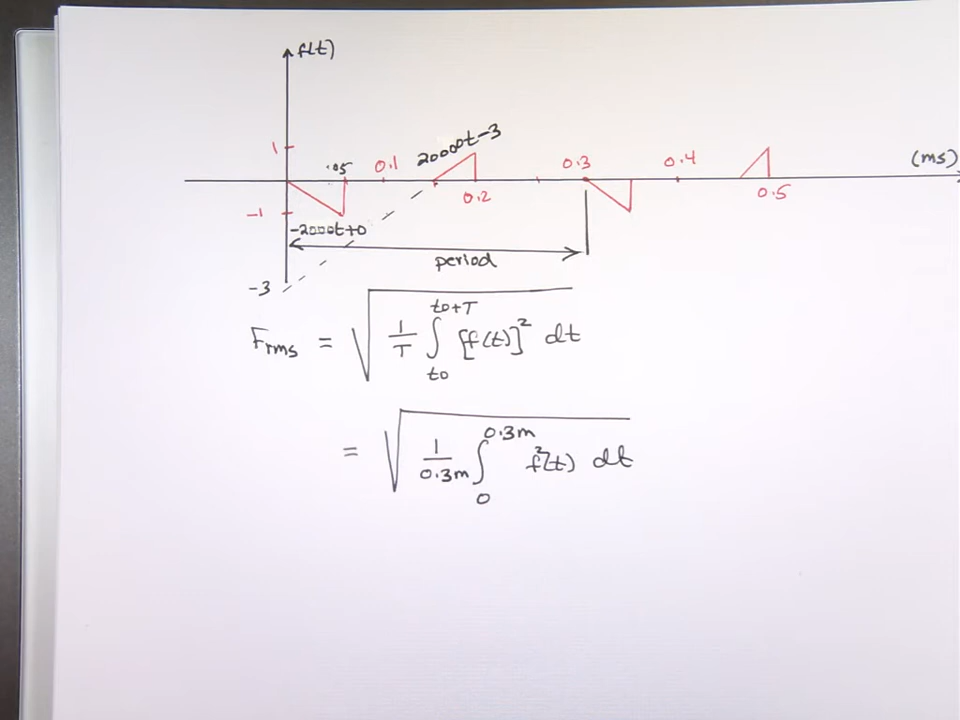 f(t)
20000t-3
1 .05 0.1 0.3 0.4 (ms)
0.2 0.5
-1
-20000t+0
period
-3
Frms = √ 1/T ∫ t0 t0+T [f(t)]² dt
= √ 1/0.3m ∫ 0 0.3m f²(t) dt